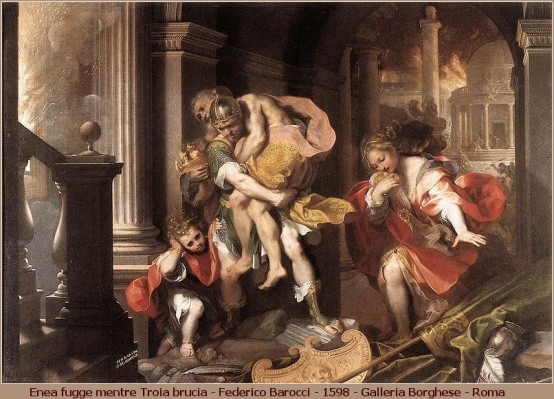 Enea fugge mentre Troia brucia - Federico Barocci - 1598 - Galleria Borghese - Roma